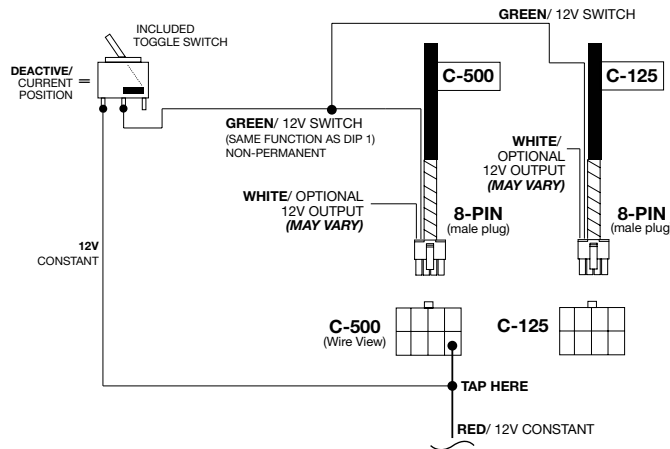 GREEN/ 12V SWITCH
INCLUDED
TOGGLE SWITCH
DEACTIVE/
CURRENT
POSITION
=
C-500
C-125
GREEN/ 12V SWITCH
(SAME FUNCTION AS DIP 1)
NON-PERMANENT
WHITE/
OPTIONAL
12V OUTPUT
(MAY VARY)
WHITE/ OPTIONAL
12V OUTPUT
(MAY VARY)
8-PIN
(male plug)
8-PIN
(male plug)
12V
CONSTANT
C-500
(Wire View)
C-125
TAP HERE
RED/ 12V CONSTANT